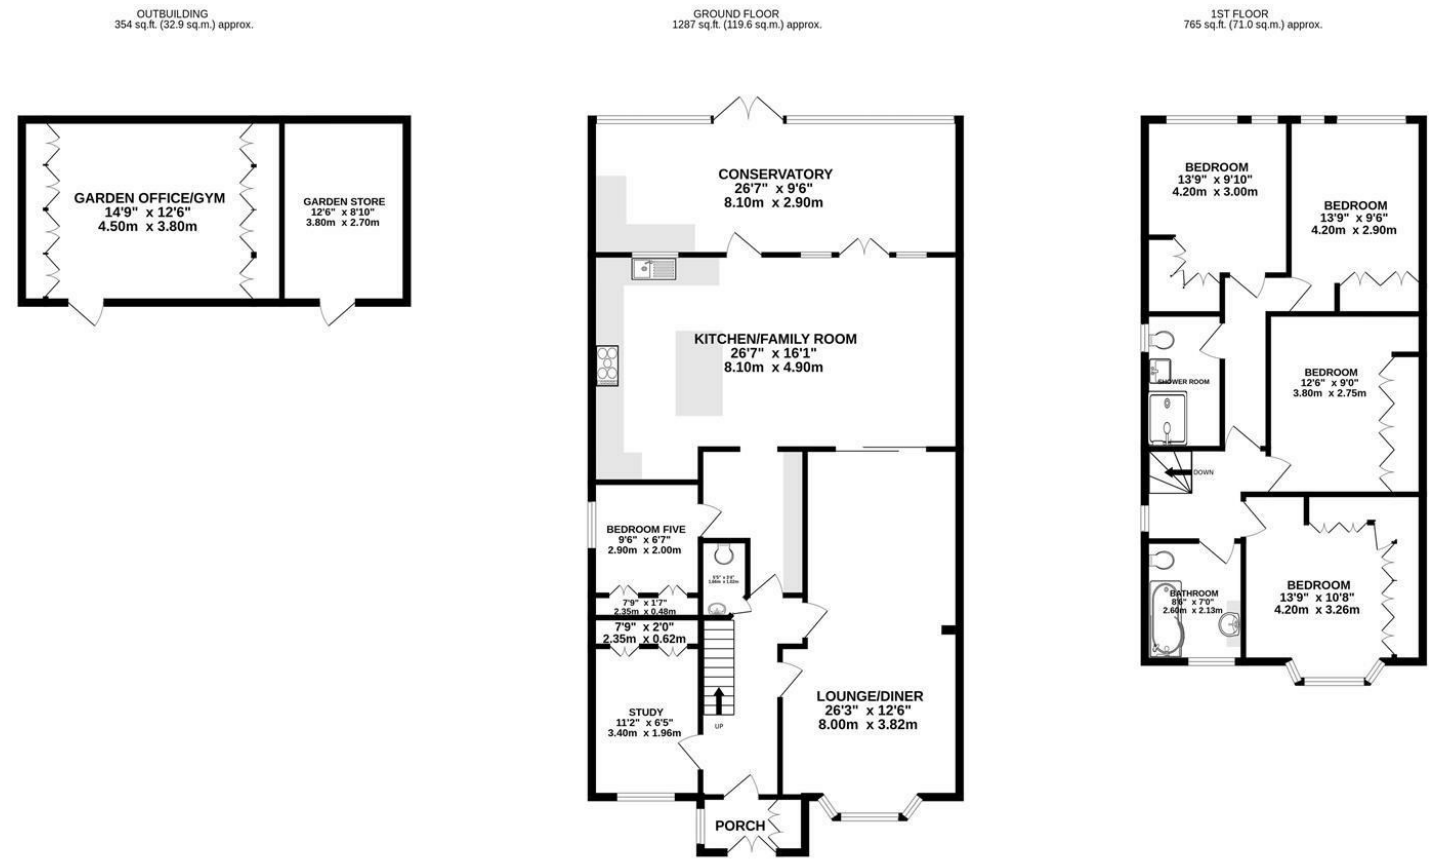 OUTBUILDING
354 sq.ft. (32.9 sq.m.) approx.
GARDEN OFFICE/GYM
14'9" x 12'6"
4.50m x 3.80m
GARDEN STORE
12'6" x 8'10"
3.80m x 2.70m
GROUND FLOOR
1287 sq.ft. (119.6 sq.m.) approx.
CONSERVATORY
26'7" x 9'6"
8.10m x 2.90m
KITCHEN/FAMILY ROOM
26'7" x 16'1"
8.10m x 4.90m
BEDROOM FIVE
9'6" x 6'7"
2.90m x 2.00m
7'9" x 1'7"
2.35m x 0.48m
7'9" x 2'0"
2.35m x 0.62m
STUDY
11'2" x 6'5"
3.40m x 1.96m
UP
LOUNGE/DINER
26'3" x 12'6"
8.00m x 3.82m
PORCH
1ST FLOOR
765 sq.ft. (71.0 sq.m.) approx.
BEDROOM
13'9" x 9'10"
4.20m x 3.00m
BEDROOM
13'9" x 9'6"
4.20m x 2.90m
SHOWER ROOM
BEDROOM
12'6" x 9'0"
3.80m x 2.75m
DOWN
BATHROOM
8'6" x 7'0"
2.60m x 2.13m
BEDROOM
13'9" x 10'8"
4.20m x 3.26m